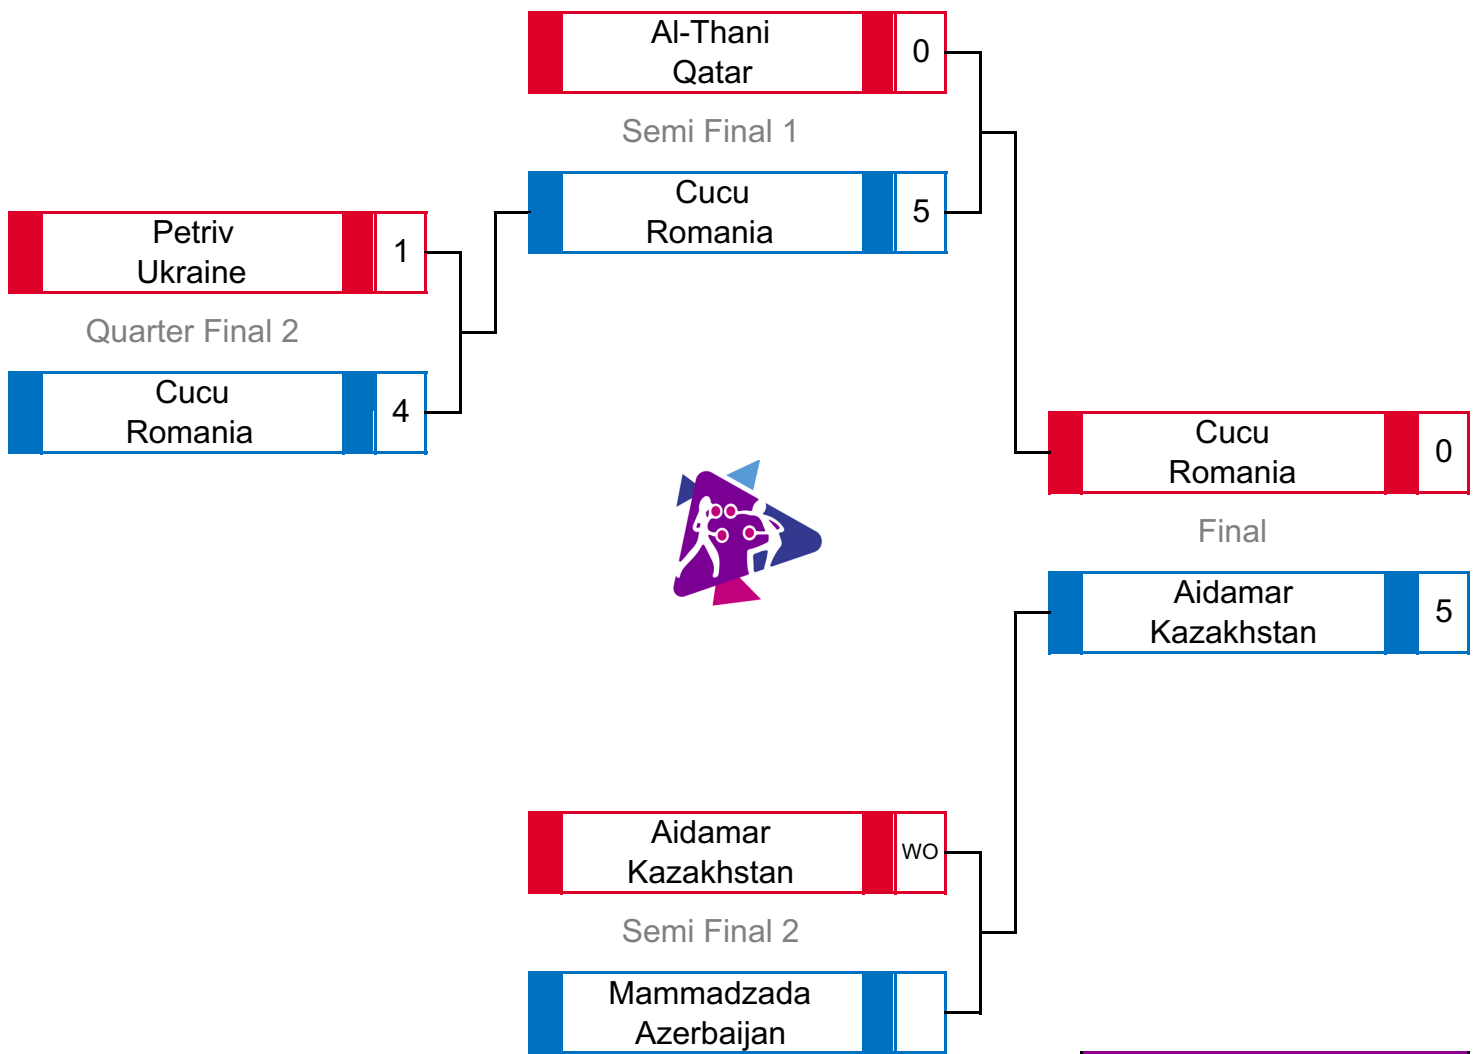 Al-Thani
Qatar
0
Semi Final 1
Cucu
Romania
5
Petriv
Ukraine
1
Quarter Final 2
Cucu
Romania
4
Cucu
Romania
0
Final
Aidamar
Kazakhstan
5
Aidamar
Kazakhstan
WO
Semi Final 2
Mammadzada
Azerbaijan